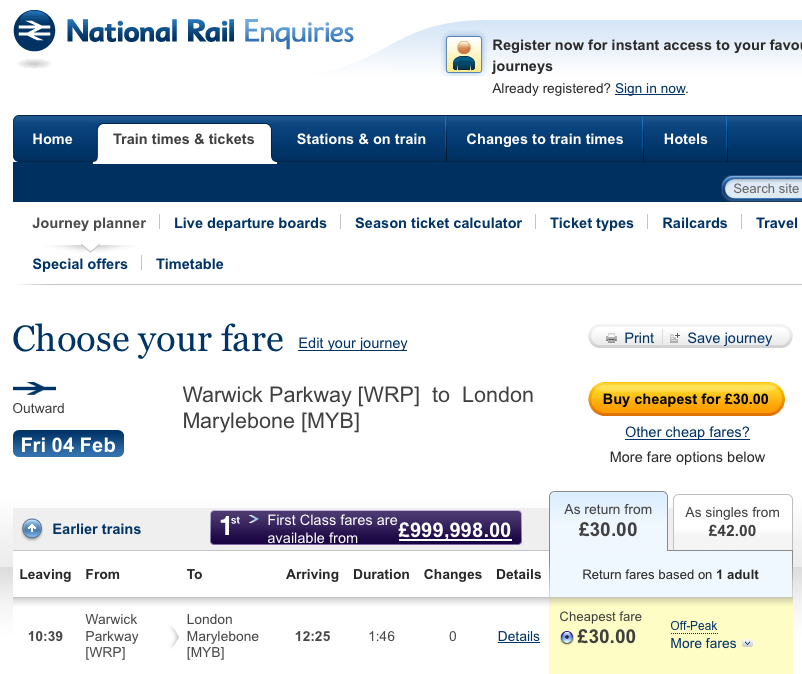 National Rail Enquiries
Register now for instant access to your favou
journeys
Already registered? Sign in now.
Home
Train times & tickets
Stations & on train
Changes to train times
Hotels
Search site
Journey planner
Live departure boards
Season ticket calculator
Ticket types
Railcards
Travel
Special offers
Timetable
Choose your fare
Edit your journey
Print
Save journey
Outward
Warwick Parkway [WRP] to London
Marylebone [MYB]
Fri 04 Feb
Buy cheapest for £30.00
Other cheap fares?
More fare options below
Earlier trains
1st > First Class fares are
available from £999,998.00
As return from
£30.00
As singles from
£42.00
Leaving From To Arriving Duration Changes Details
Return fares based on 1 adult
10:39
Warwick
Parkway
[WRP]
London
Marylebone
[MYB]
12:25
1:46
0
Details
Cheapest fare
£30.00
Off-Peak
More fares